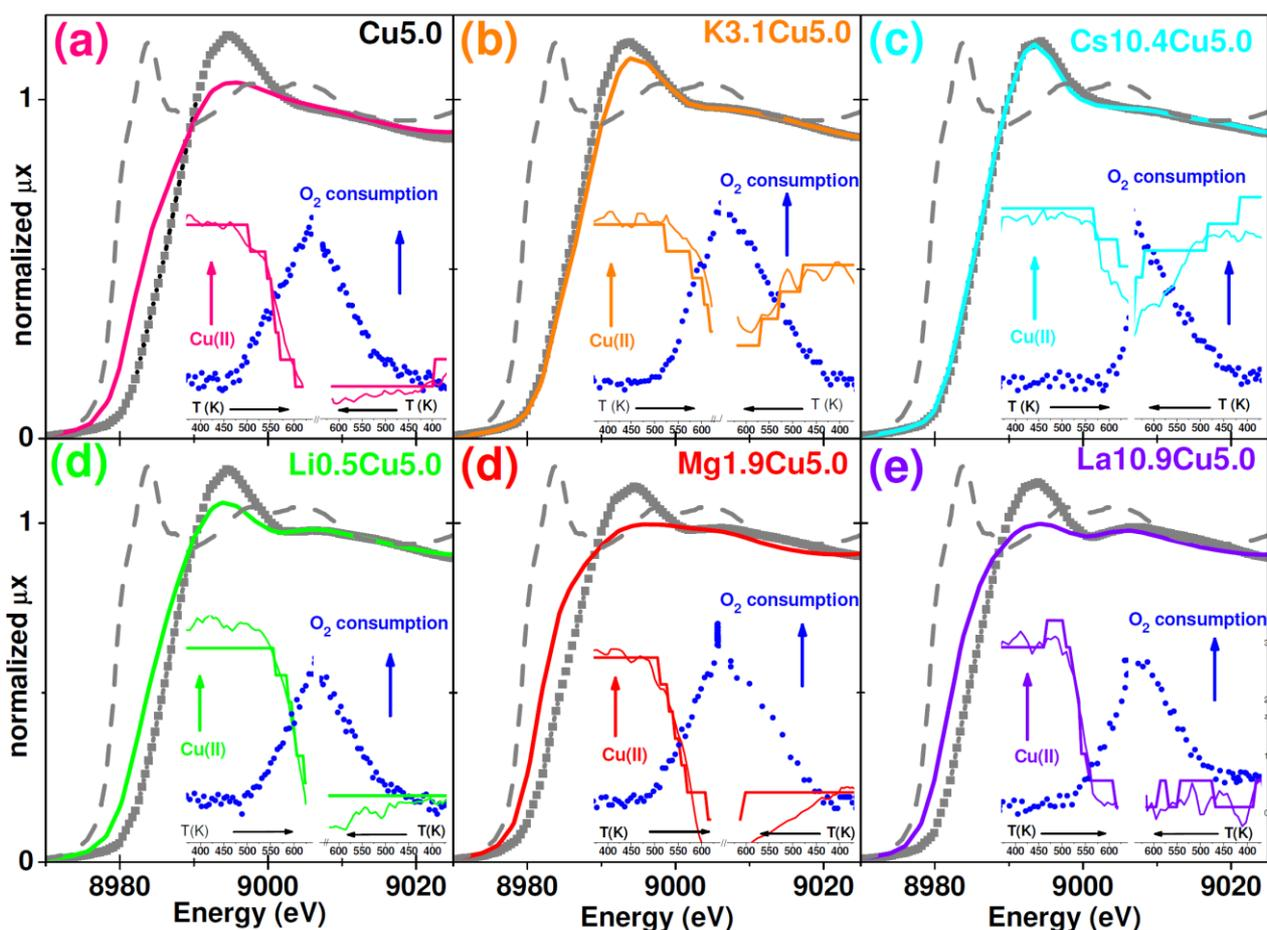 (a) Cu5.0
(b) K3.1Cu5.0
(c) Cs10.4Cu5.0
normalized μx
1
0
O2 consumption
Cu(II)
T (K) T (K)
400 450 500 550 600 // 600 550 500 450 400
O2 consumption
Cu(II)
T (K) T (K)
400 450 500 550 600 // 600 550 500 450 400
O2 consumption
Cu(II)
T (K) T (K)
400 450 500 550 600 600 550 500 450 400
(d) Li0.5Cu5.0
(d) Mg1.9Cu5.0
(e) La10.9Cu5.0
normalized μx
1
0
O2 consumption
Cu(II)
T(K) T(K)
400 450 500 550 600 // 600 550 500 450 400
O2 consumption
Cu(II)
T(K) T(K)
400 450 500 550 600 600 550 500 450 400
O2 consumption
Cu(II)
T(K) T(K)
400 450 500 550 600 600 550 500 450 400
8980 9000 9020
8980 9000 9020
8980 9000 9020
Energy (eV)
Energy (eV)
Energy (eV)